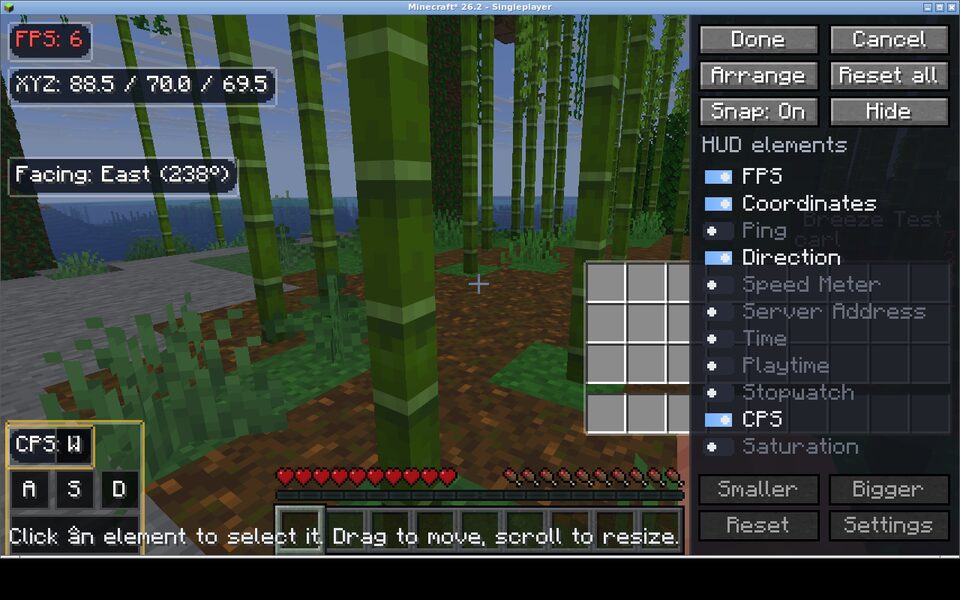 Minecraft* 26.2 - Singleplayer
FPS: 6
XYZ: 88.5 / 70.0 / 69.5
Facing: East (238°)
Done
Cancel
Arrange
Reset all
Snap: On
Hide
HUD elements
FPS
Coordinates
Ping
Direction
Speed Meter
Server Address
Time
Playtime
Stopwatch
CPS
Saturation
Breeze Test
carl
Smaller
Bigger
Reset
Settings
CPS
W
A
S
D
Click an element to select it. Drag to move, scroll to resize.